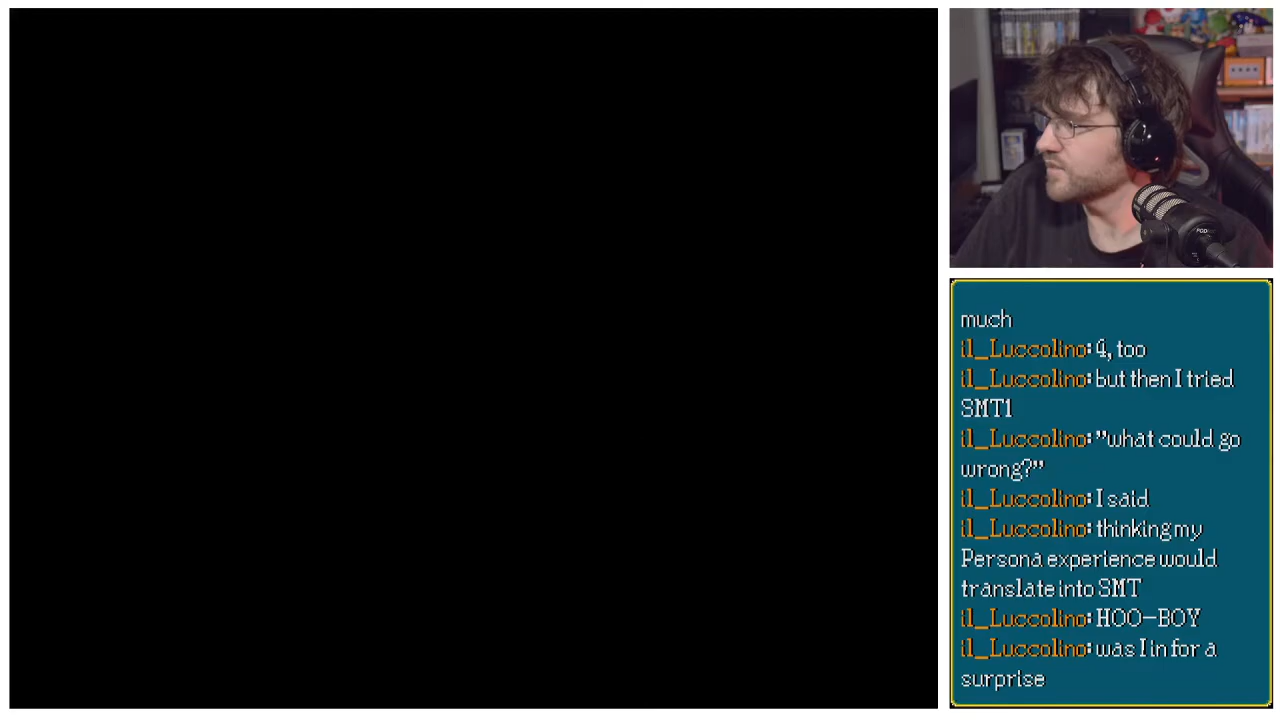 much
il_Luccolino: 4, too
il_Luccolino: but then I tried
SMT1
il_Luccolino: "what could go
wrong?"
il_Luccolino: I said
il_Luccolino: thinking my
Persona experience would
translate into SMT
il_Luccolino: HOO-BOY
il_Luccolino: was I in for a
surprise